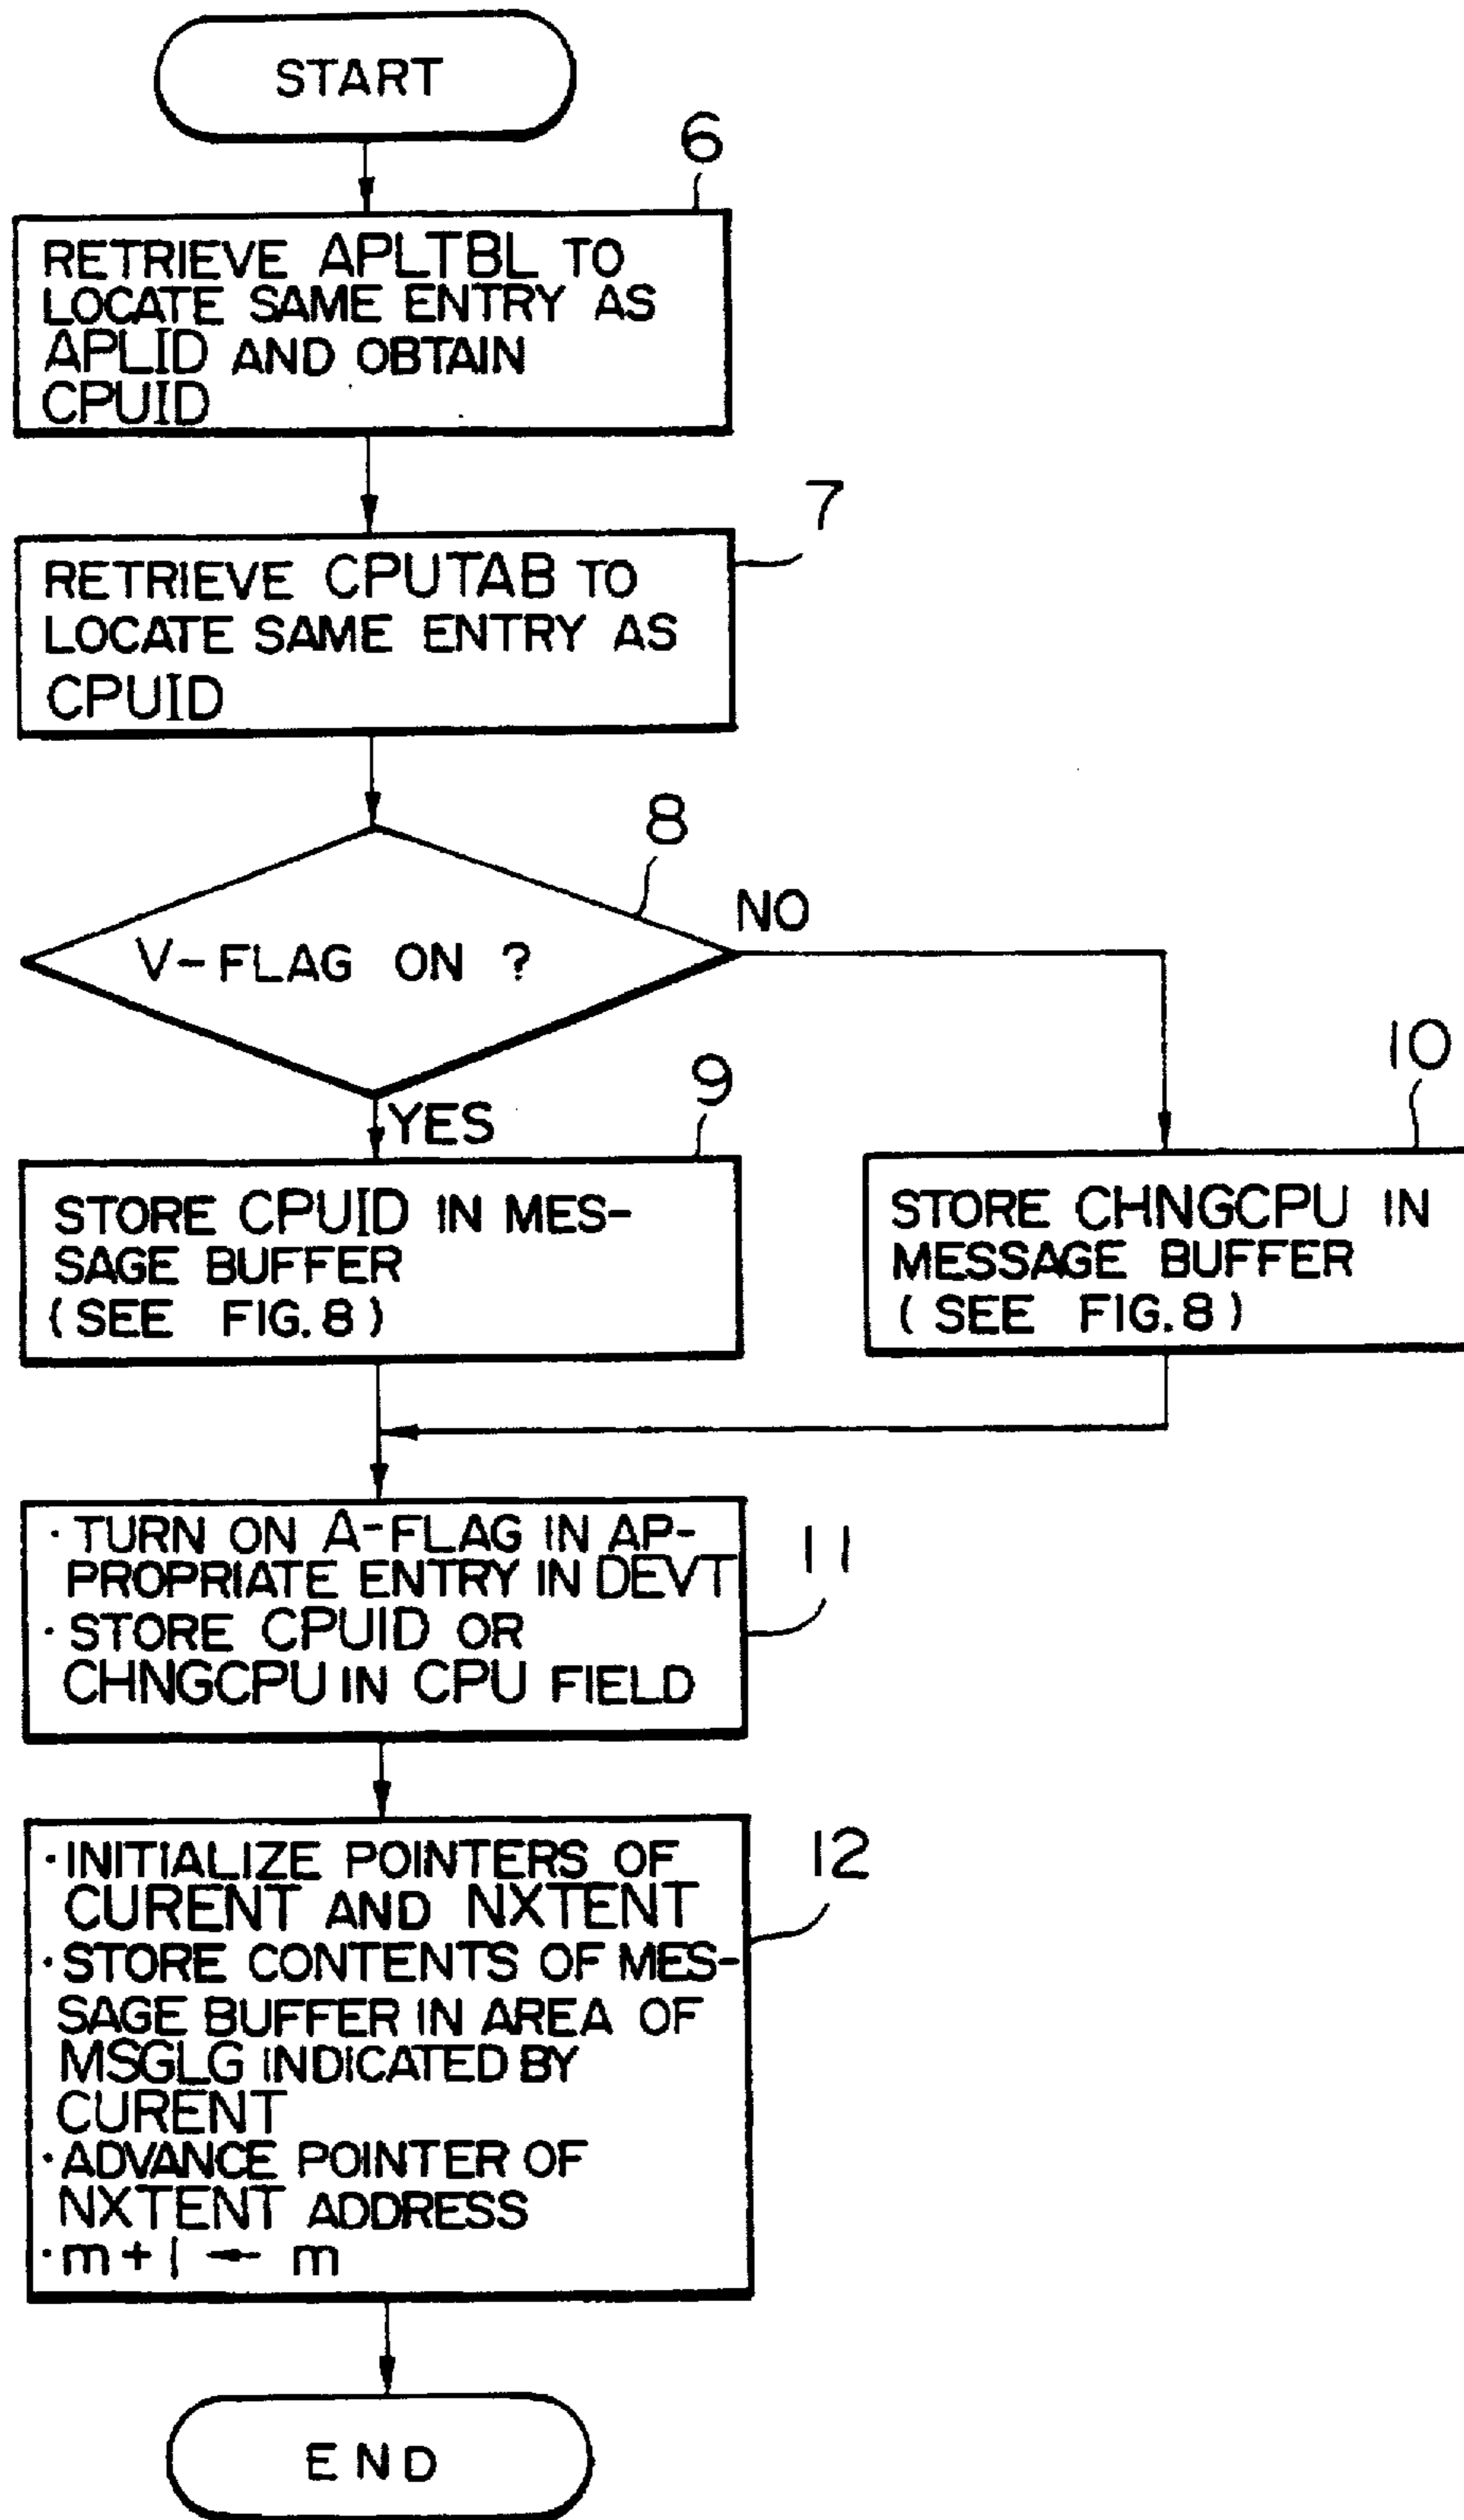 START
6
RETRIEVE APLTBL TO
LOCATE SAME ENTRY AS
APLID AND OBTAIN
CPUID
7
RETRIEVE CPUTAB TO
LOCATE SAME ENTRY AS
CPUID
8
V-FLAG ON ?
NO
YES
9
STORE CPUID IN MES-
SAGE BUFFER
(SEE FIG.8)
10
STORE CHNGCPU IN
MESSAGE BUFFER
(SEE FIG.8)
11
·TURN ON A-FLAG IN AP-
PROPRIATE ENTRY IN DEVT
·STORE CPUID OR
CHNGCPU IN CPU FIELD
12
·INITIALIZE POINTERS OF
CURENT AND NXTENT
·STORE CONTENTS OF MES-
SAGE BUFFER IN AREA OF
MSGLG INDICATED BY
CURENT
·ADVANCE POINTER OF
NXTENT ADDRESS
·m+1 → m
END